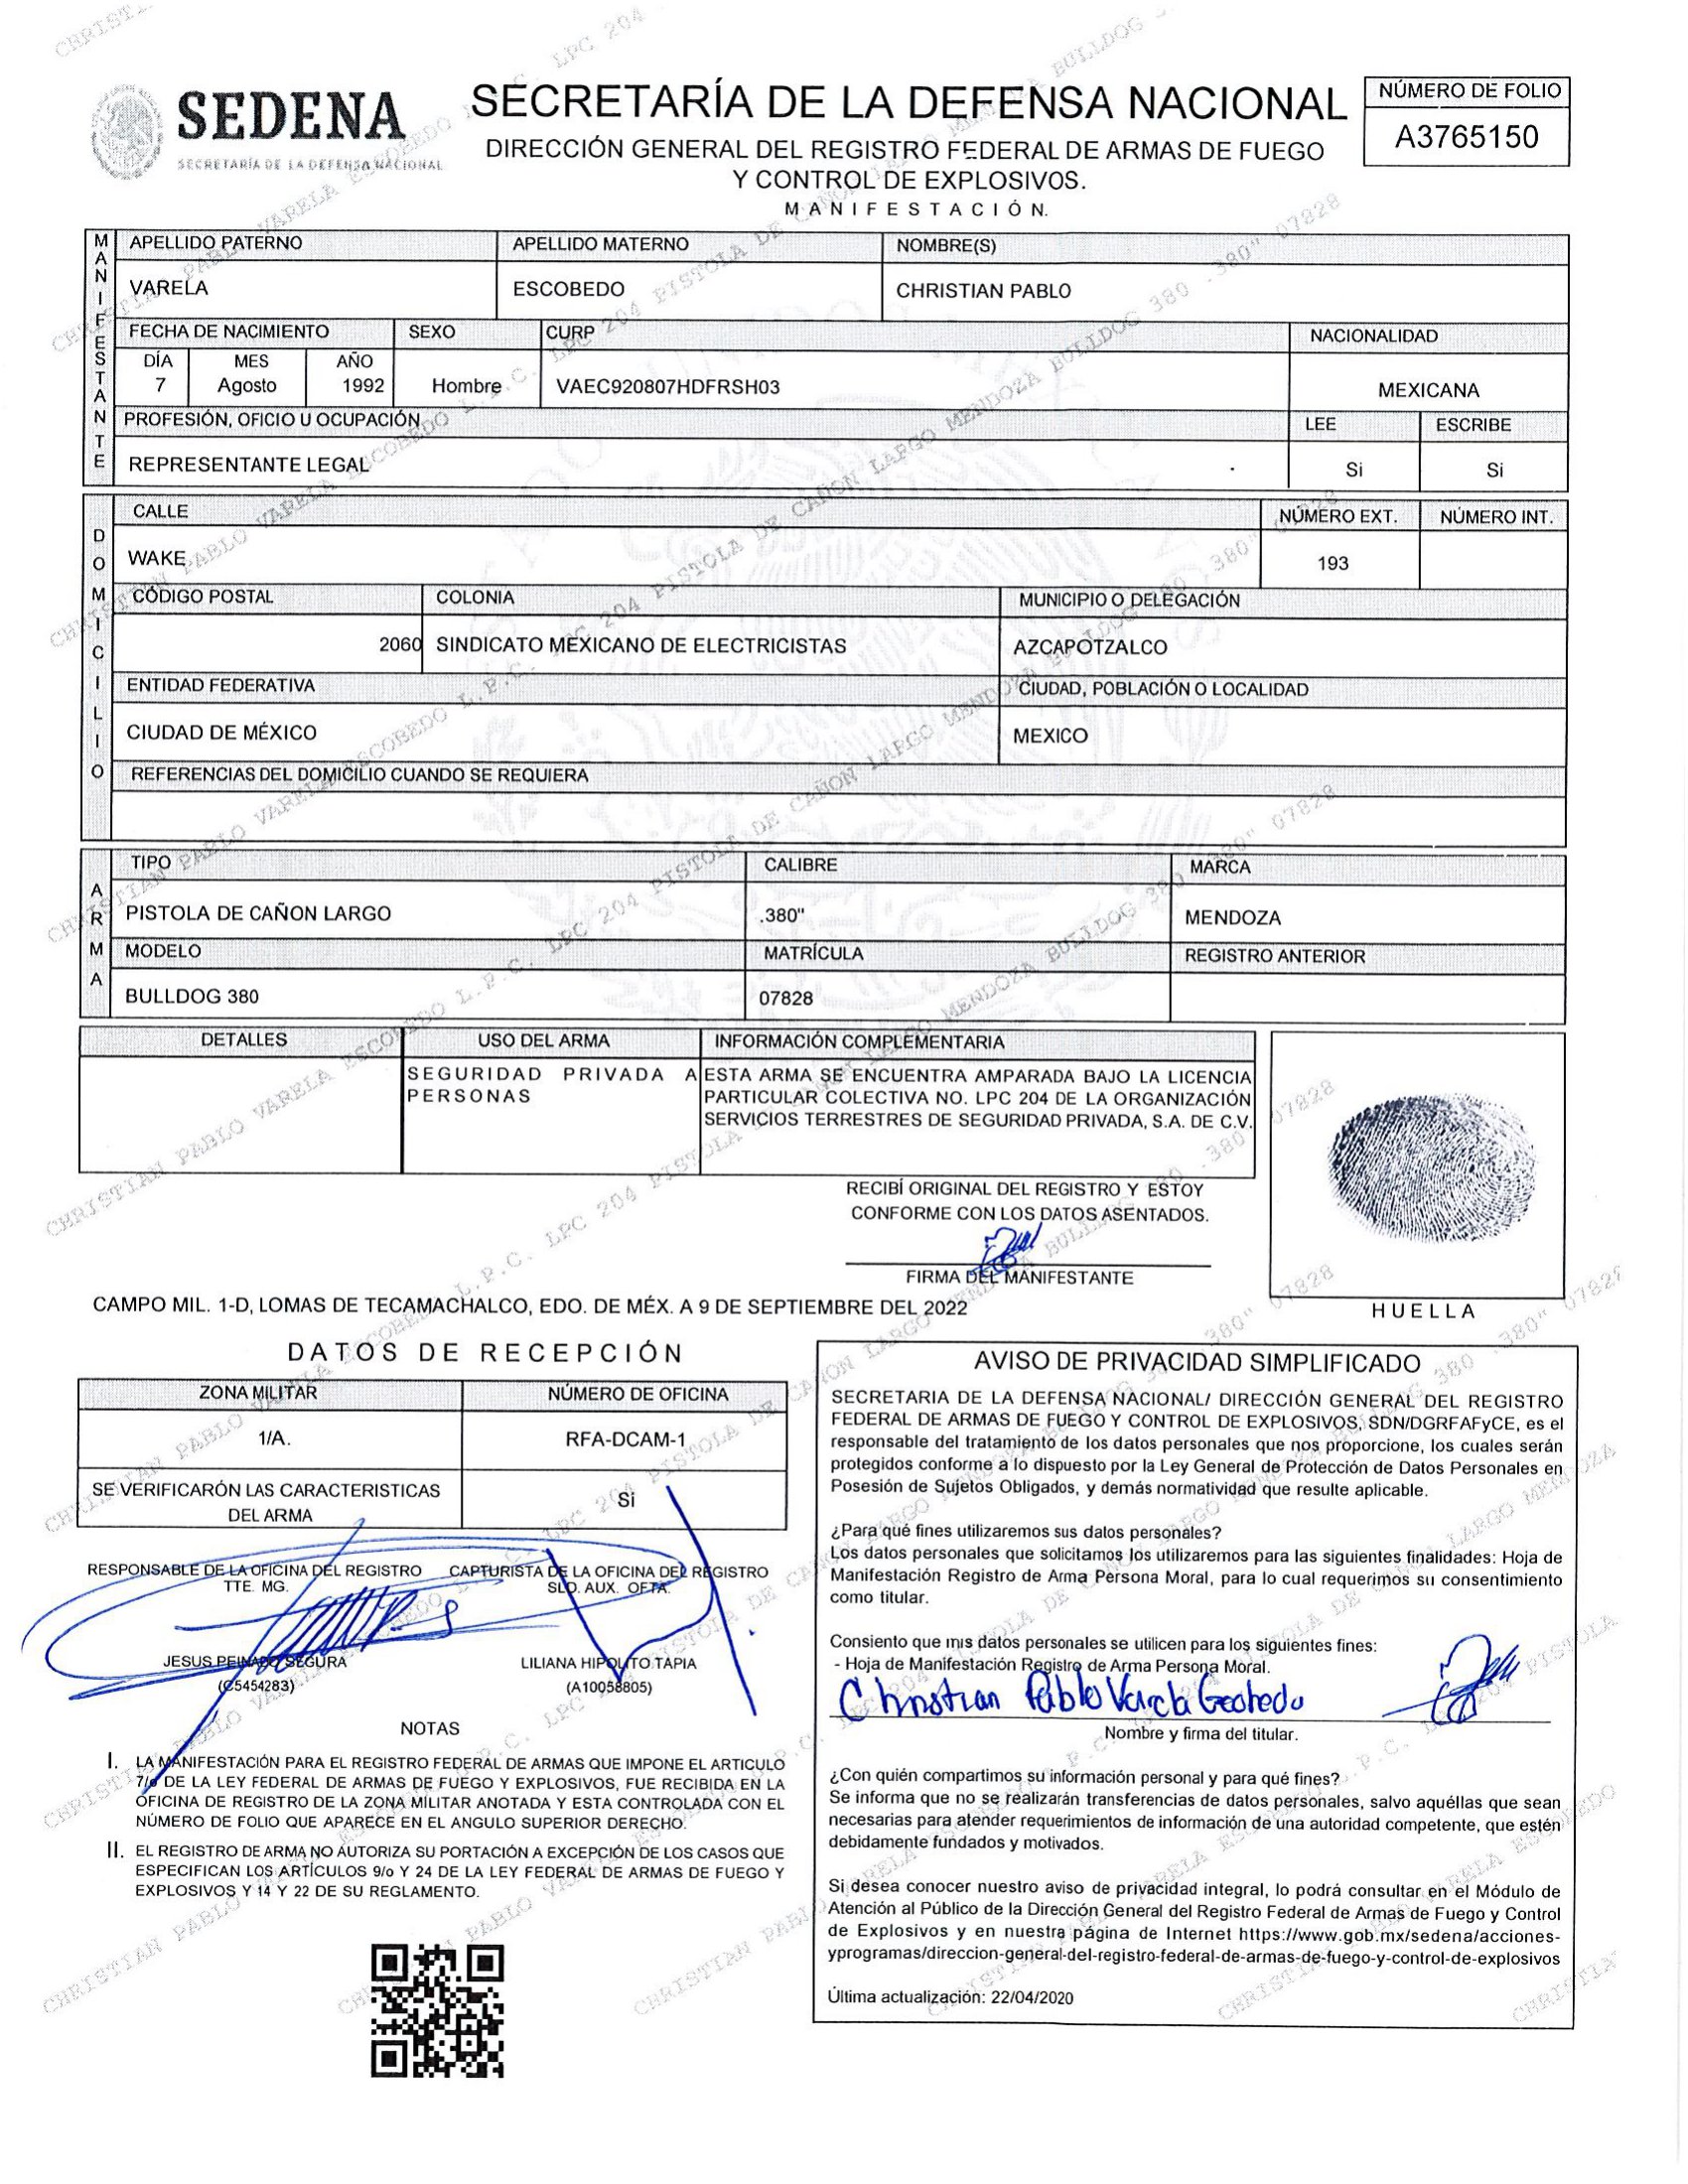 SEDENA
SECRETARÍA DE LA DEFENSA NACIONAL
SECRETARÍA DE LA DEFENSA NACIONAL
DIRECCIÓN GENERAL DEL REGISTRO FEDERAL DE ARMAS DE FUEGO
Y CONTROL DE EXPLOSIVOS.
MANIFESTACIÓN.
NÚMERO DE FOLIO
A3765150
MANIFESTANTE
APELLIDO PATERNO APELLIDO MATERNO NOMBRE(S)
VARELA ESCOBEDO CHRISTIAN PABLO
FECHA DE NACIMIENTO SEXO CURP NACIONALIDAD
DÍA MES AÑO
7 Agosto 1992 Hombre VAEC920807HDFRSH03 MEXICANA
PROFESIÓN, OFICIO U OCUPACIÓN LEE ESCRIBE
REPRESENTANTE LEGAL Si Si
DOMICILIO
CALLE NÚMERO EXT. NÚMERO INT.
WAKE 193
CÓDIGO POSTAL COLONIA MUNICIPIO O DELEGACIÓN
2060 SINDICATO MEXICANO DE ELECTRICISTAS AZCAPOTZALCO
ENTIDAD FEDERATIVA CIUDAD, POBLACIÓN O LOCALIDAD
CIUDAD DE MÉXICO MEXICO
REFERENCIAS DEL DOMICILIO CUANDO SE REQUIERA
ARMA
TIPO CALIBRE MARCA
PISTOLA DE CAÑON LARGO .380" MENDOZA
MODELO MATRÍCULA REGISTRO ANTERIOR
BULLDOG 380 07828
DETALLES USO DEL ARMA INFORMACIÓN COMPLEMENTARIA
SEGURIDAD PRIVADA A PERSONAS
ESTA ARMA SE ENCUENTRA AMPARADA BAJO LA LICENCIA
PARTICULAR COLECTIVA NO. LPC 204 DE LA ORGANIZACIÓN
SERVICIOS TERRESTRES DE SEGURIDAD PRIVADA, S.A. DE C.V.
RECIBÍ ORIGINAL DEL REGISTRO Y ESTOY
CONFORME CON LOS DATOS ASENTADOS.
FIRMA DEL MANIFESTANTE
HUELLA
CAMPO MIL. 1-D, LOMAS DE TECAMACHALCO, EDO. DE MÉX. A 9 DE SEPTIEMBRE DEL 2022
DATOS DE RECEPCIÓN
ZONA MILITAR NÚMERO DE OFICINA
1/A. RFA-DCAM-1
SE VERIFICARÓN LAS CARACTERISTICAS
DEL ARMA
Si
RESPONSABLE DE LA OFICINA DEL REGISTRO
TTE. MG.
JESUS PEINADO SEGURA
(C5454283)
CAPTURISTA DE LA OFICINA DEL REGISTRO
SLD. AUX. OFTA.
LILIANA HIPOLITO TAPIA
(A10058805)
NOTAS
I. LA MANIFESTACIÓN PARA EL REGISTRO FEDERAL DE ARMAS QUE IMPONE EL ARTICULO
7/o DE LA LEY FEDERAL DE ARMAS DE FUEGO Y EXPLOSIVOS, FUE RECIBIDA EN LA
OFICINA DE REGISTRO DE LA ZONA MILITAR ANOTADA Y ESTA CONTROLADA CON EL
NÚMERO DE FOLIO QUE APARECE EN EL ANGULO SUPERIOR DERECHO.
II. EL REGISTRO DE ARMA NO AUTORIZA SU PORTACIÓN A EXCEPCIÓN DE LOS CASOS QUE
ESPECIFICAN LOS ARTÍCULOS 9/o Y 24 DE LA LEY FEDERAL DE ARMAS DE FUEGO Y
EXPLOSIVOS Y 14 Y 22 DE SU REGLAMENTO.
AVISO DE PRIVACIDAD SIMPLIFICADO
SECRETARIA DE LA DEFENSA NACIONAL/ DIRECCIÓN GENERAL DEL REGISTRO
FEDERAL DE ARMAS DE FUEGO Y CONTROL DE EXPLOSIVOS, SDN/DGRFAFyCE, es el
responsable del tratamiento de los datos personales que nos proporcione, los cuales serán
protegidos conforme a lo dispuesto por la Ley General de Protección de Datos Personales en
Posesión de Sujetos Obligados, y demás normatividad que resulte aplicable.
¿Para qué fines utilizaremos sus datos personales?
Los datos personales que solicitamos los utilizaremos para las siguientes finalidades: Hoja de
Manifestación Registro de Arma Persona Moral, para lo cual requerimos su consentimiento
como titular.
Consiento que mis datos personales se utilicen para los siguientes fines:
- Hoja de Manifestación Registro de Arma Persona Moral.
Christian Pablo Varela Escobedo
Nombre y firma del titular.
¿Con quién compartimos su información personal y para qué fines?
Se informa que no se realizarán transferencias de datos personales, salvo aquéllas que sean
necesarias para atender requerimientos de información de una autoridad competente, que estén
debidamente fundados y motivados.
Si desea conocer nuestro aviso de privacidad integral, lo podrá consultar en el Módulo de
Atención al Público de la Dirección General del Registro Federal de Armas de Fuego y Control
de Explosivos y en nuestra página de Internet https://www.gob.mx/sedena/acciones-
yprogramas/direccion-general-del-registro-federal-de-armas-de-fuego-y-control-de-explosivos
Última actualización: 22/04/2020
CHRISTIAN PABLO VARELA ESCOBEDO L.P.C. LPC 204 PISTOLA DE CAÑON LARGO MENDOZA BULLDOG 380 .380" 07828